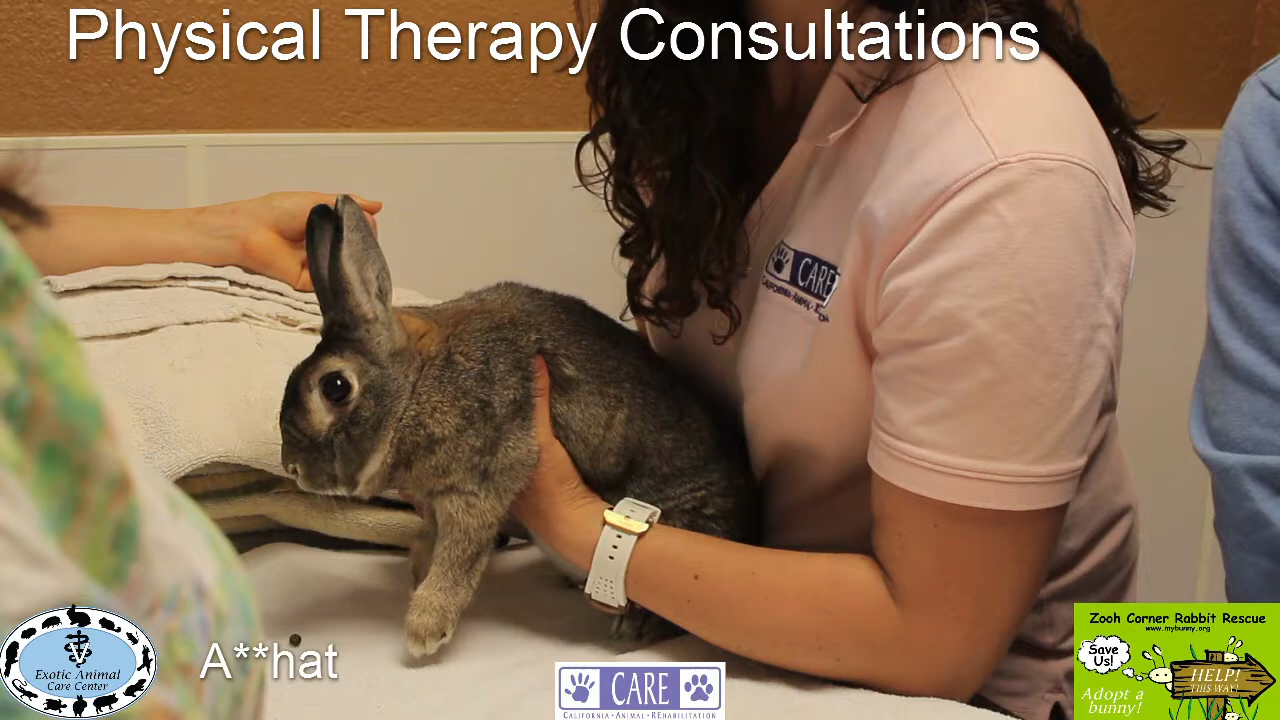 Physical Therapy Consultations
CARE
Exotic Animal
Care Center
A**hat
CARE
CALIFORNIA • ANIMAL • REHABILITATION
Zooh Corner Rabbit Rescue
www.mybunny.org
Save
Us!
HELP!
THIS WAY!
Adopt a
bunny!